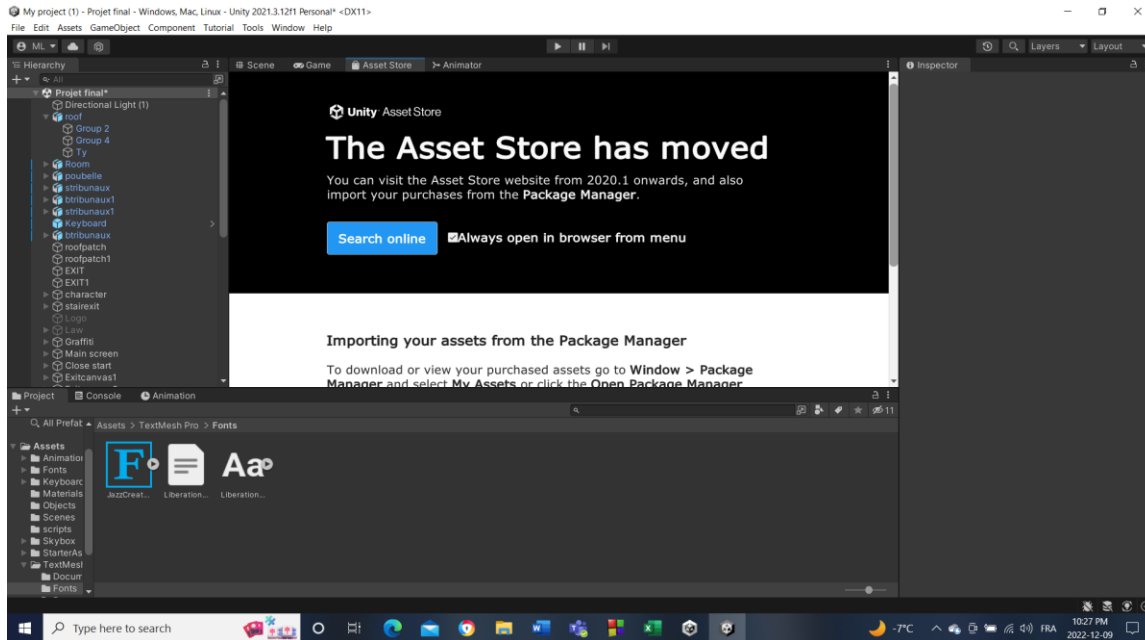 My project (1) - Projet final - Windows, Mac, Linux - Unity 2021.3.12f1 Personal* <DX11>
File Edit Assets GameObject Component Tutorial Tools Window Help
ML
Layers
Layout
Hierarchy
All
Projet final*
Directional Light (1)
roof
Group 2
Group 4
Ty
Room
poubelle
stribunaux
btribunaux1
stribunaux1
Keyboard
btribunaux
roofpatch
roofpatch1
EXIT
EXIT1
character
stairexit
Logo
Law
Graffiti
Main screen
Close start
Exitcanvas1
Scene Game Asset Store Animator
Unity Asset Store
The Asset Store has moved
You can visit the Asset Store website from 2020.1 onwards, and also
import your purchases from the Package Manager.
Search online
Always open in browser from menu
Importing your assets from the Package Manager
To download or view your purchased assets go to Window > Package
Manager and select My Assets or click the Open Package Manager
Inspector
Project Console Animation
11
All Prefab
Assets > TextMesh Pro > Fonts
Assets
Animation
Fonts
Keyboarc
Materials
Objects
Scenes
scripts
Skybox
StarterAs
TextMesl
Docum
Fonts
F
Aa
JazzCreat... Liberation... Liberation...
Type here to search
-7°C
FRA
10:27 PM
2022-12-09